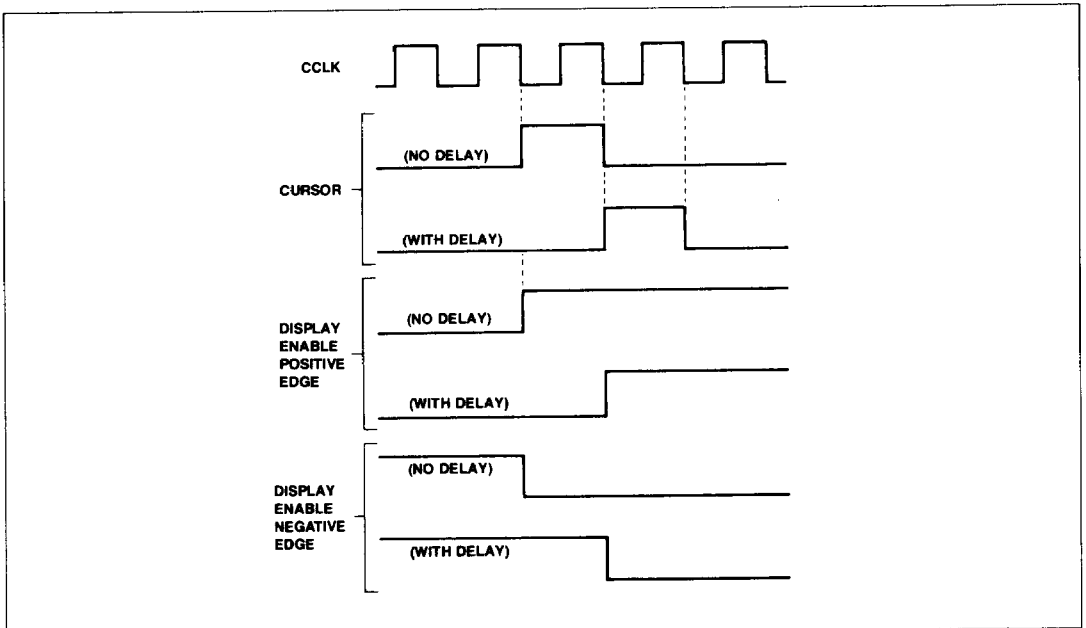 CCLK
CURSOR
(NO DELAY)
(WITH DELAY)
DISPLAY
ENABLE
POSITIVE
EDGE
(NO DELAY)
(WITH DELAY)
DISPLAY
ENABLE
NEGATIVE
EDGE
(NO DELAY)
(WITH DELAY)